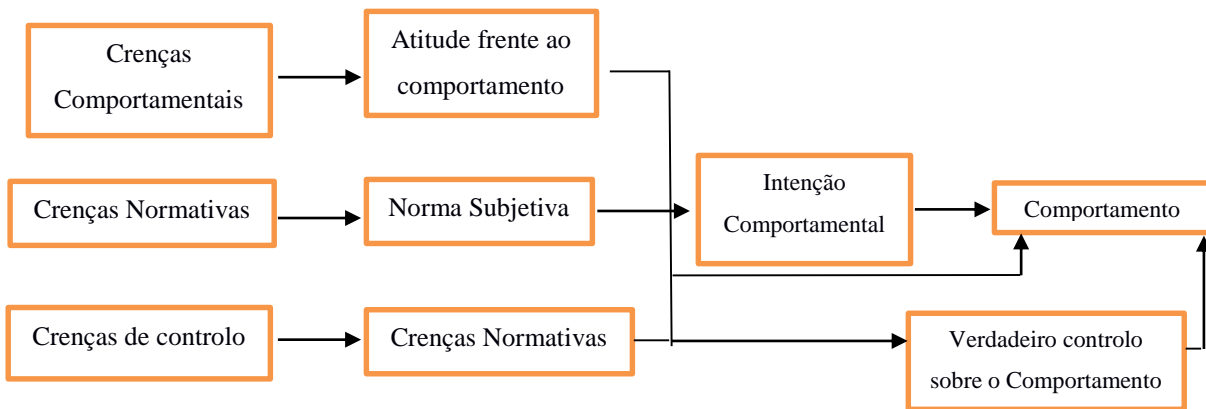 Crenças
Comportamentais
Atitude frente ao
comportamento
Crenças Normativas
Norma Subjetiva
Intenção
Comportamental
Comportamento
Crenças de controlo
Crenças Normativas
Verdadeiro controlo
sobre o Comportamento